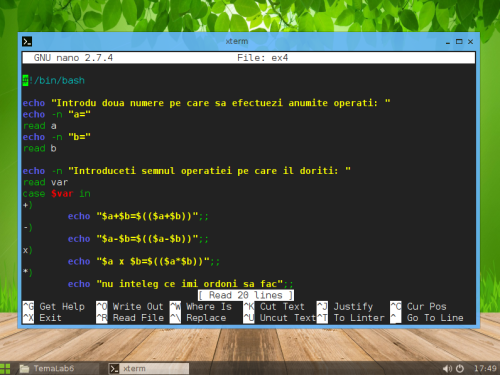 xterm
GNU nano 2.7.4 File: ex4
#!/bin/bash
echo "Introdu doua numere pe care sa efectuezi anumite operati: "
echo -n "a="
read a
echo -n "b="
read b
echo -n "Introduceti semnul operatiei pe care il doriti: "
read var
case $var in
+)
echo "$a+$b=$(($a+$b))";;
-)
echo "$a-$b=$(($a-$b))";;
x)
echo "$a x $b=$(($a*$b))";;
*)
echo "nu inteleg ce imi ordoni sa fac";;
[ Read 20 lines ]
^G Get Help ^O Write Out ^W Where Is ^K Cut Text ^J Justify ^C Cur Pos
^X Exit ^R Read File ^\ Replace ^U Uncut Text ^T To Linter ^_ Go To Line
TemaLab6 xterm 17:49